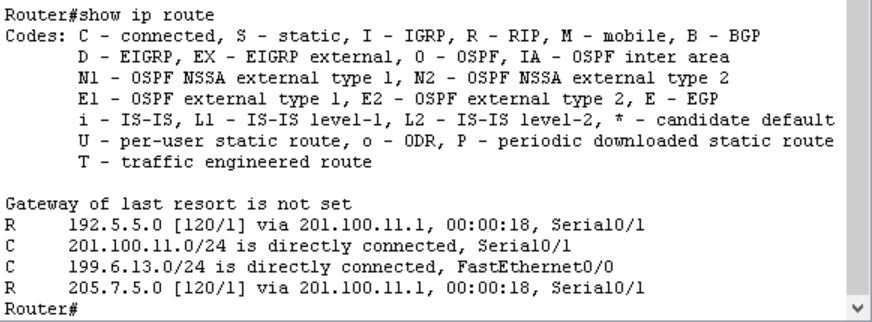 Router#show ip route
Codes: C - connected, S - static, I - IGRP, R - RIP, M - mobile, B - BGP
       D - EIGRP, EX - EIGRP external, O - OSPF, IA - OSPF inter area
       N1 - OSPF NSSA external type 1, N2 - OSPF NSSA external type 2
       E1 - OSPF external type 1, E2 - OSPF external type 2, E - EGP
       i - IS-IS, L1 - IS-IS level-1, L2 - IS-IS level-2, * - candidate default
       U - per-user static route, o - ODR, P - periodic downloaded static route
       T - traffic engineered route

Gateway of last resort is not set
R     192.5.5.0 [120/1] via 201.100.11.1, 00:00:18, Serial0/1
C     201.100.11.0/24 is directly connected, Serial0/1
C     199.6.13.0/24 is directly connected, FastEthernet0/0
R     205.7.5.0 [120/1] via 201.100.11.1, 00:00:18, Serial0/1
Router#